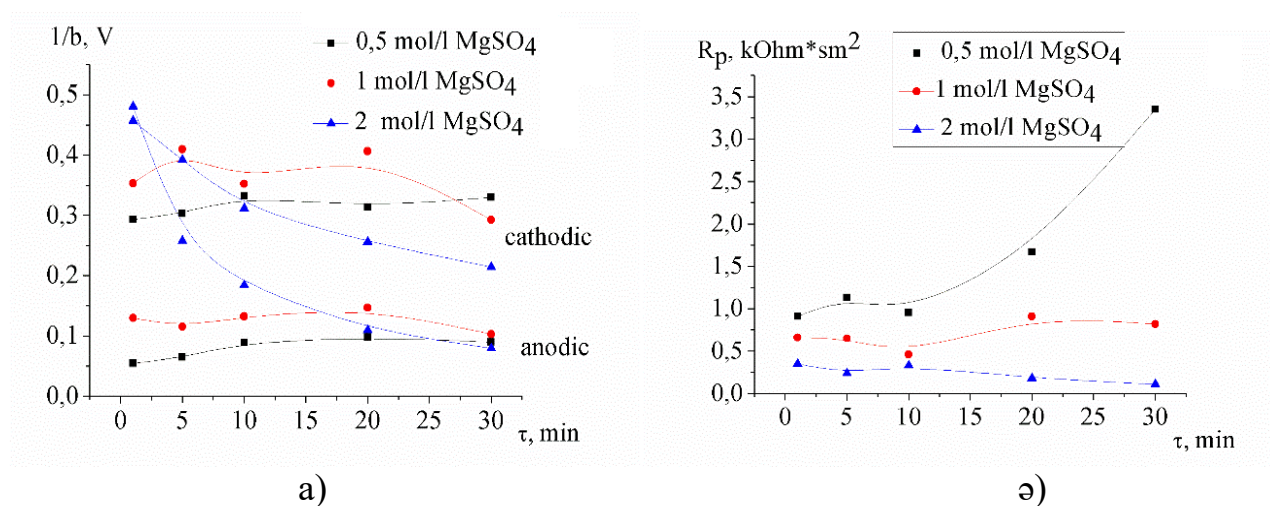 1/b, V
0,5 mol/l MgSO4
1 mol/l MgSO4
2 mol/l MgSO4
0,5
0,4
0,3
0,2
0,1
0,0
cathodic
anodic
0 5 10 15 20 25 30
τ, min
a)
Rp, kOhm*sm2
0,5 mol/l MgSO4
1 mol/l MgSO4
2 mol/l MgSO4
3,5
3,0
2,5
2,0
1,5
1,0
0,5
0,0
0 5 10 15 20 25 30
τ, min
ә)